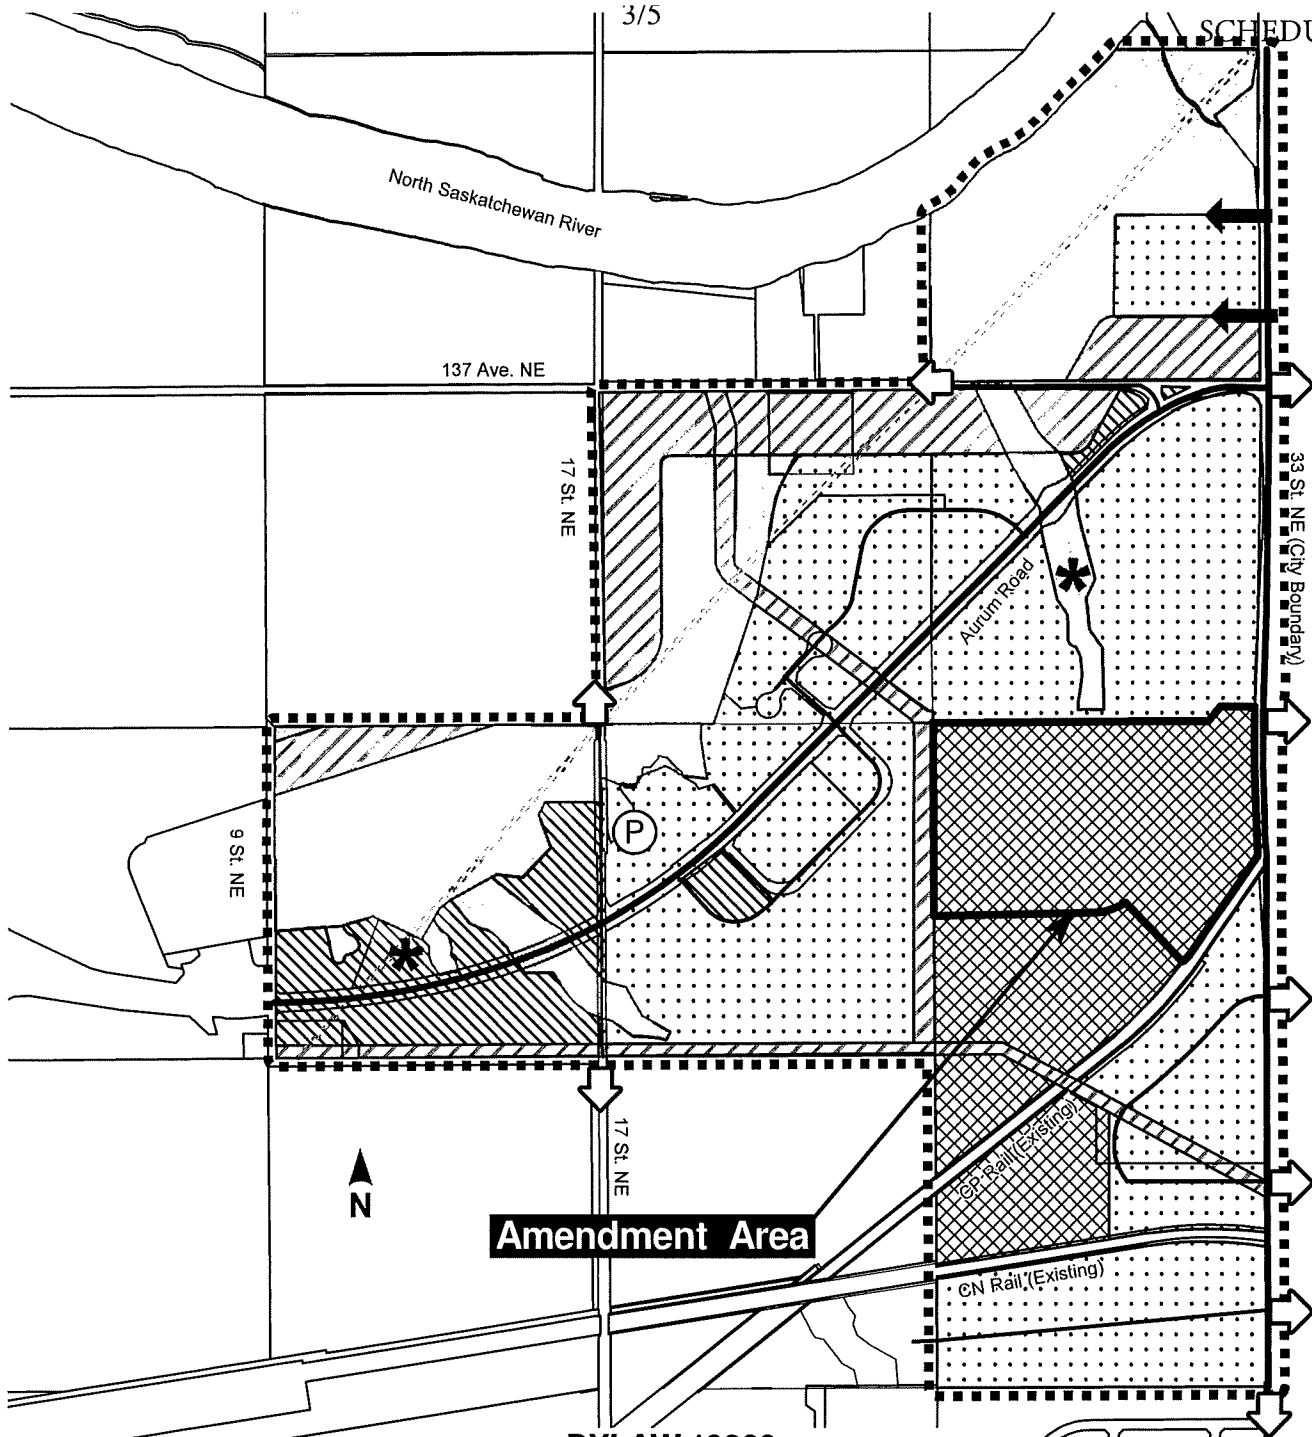 3/5
SCHEDU
North Saskatchewan River
137 Ave. NE
17 St. NE
33 St. NE (City Boundary)
Aurum Road
P
9 St. NE
17 St. NE
CP Rail (Existing)
N
Amendment Area
CN Rail (Existing)